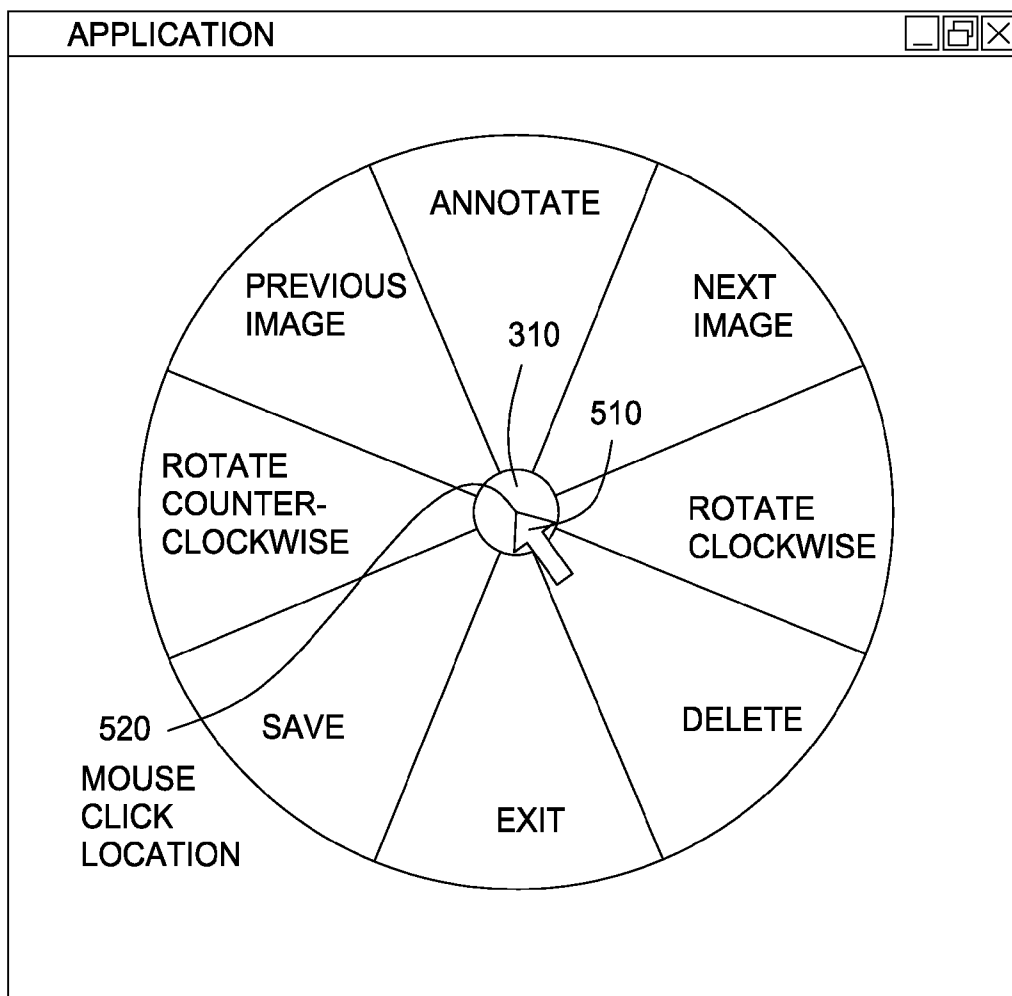 APPLICATION
ANNOTATE
PREVIOUS
IMAGE
NEXT
IMAGE
310
510
ROTATE
COUNTER-
CLOCKWISE
ROTATE
CLOCKWISE
520
MOUSE
CLICK
LOCATION
SAVE
DELETE
EXIT